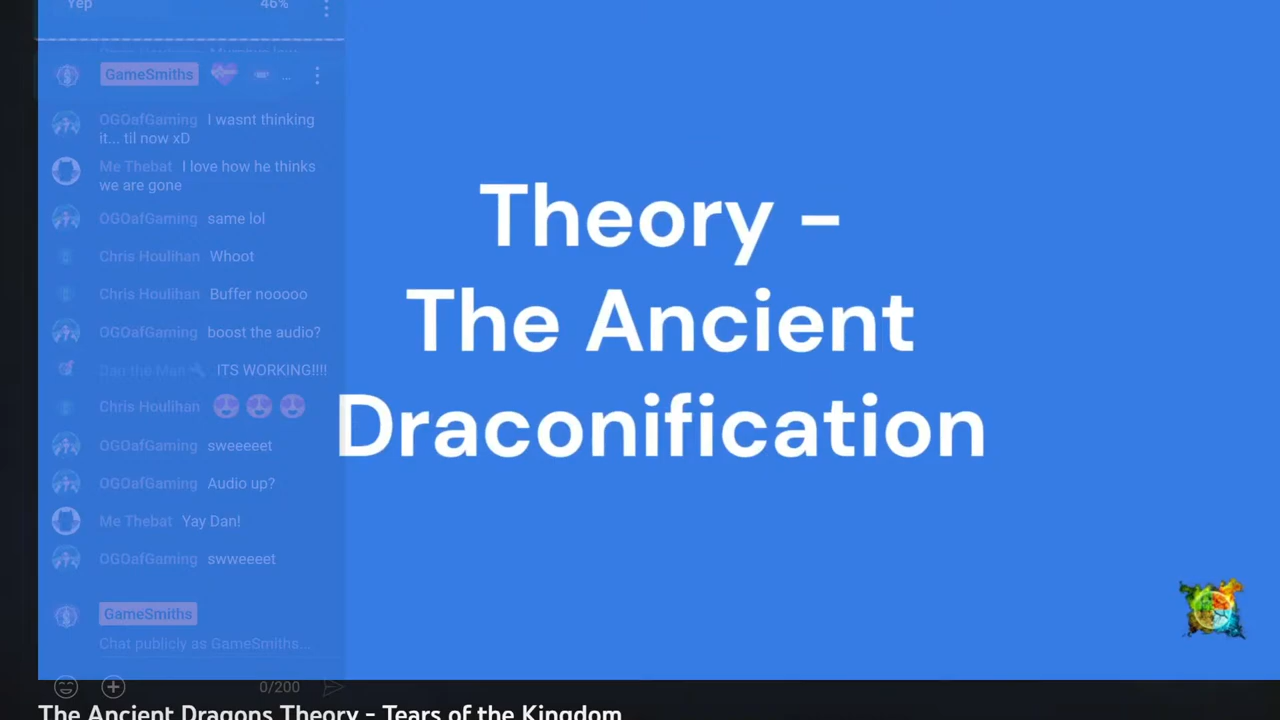 Yep 46%
GameSmiths ...
OGOafGaming I wasnt thinking
it... til now xD
Me Thebat I love how he thinks
we are gone
OGOafGaming same lol
Chris Houlihan Whoot
Chris Houlihan Buffer nooooo
OGOafGaming boost the audio?
Dan the Man ITS WORKING!!!!
Chris Houlihan
OGOafGaming sweeeeet
OGOafGaming Audio up?
Me Thebat Yay Dan!
OGOafGaming swweeeet
GameSmiths
Chat publicly as GameSmiths...
0/200
Theory -
The Ancient
Draconification
The Ancient Dragons Theory - Tears of the Kingdom